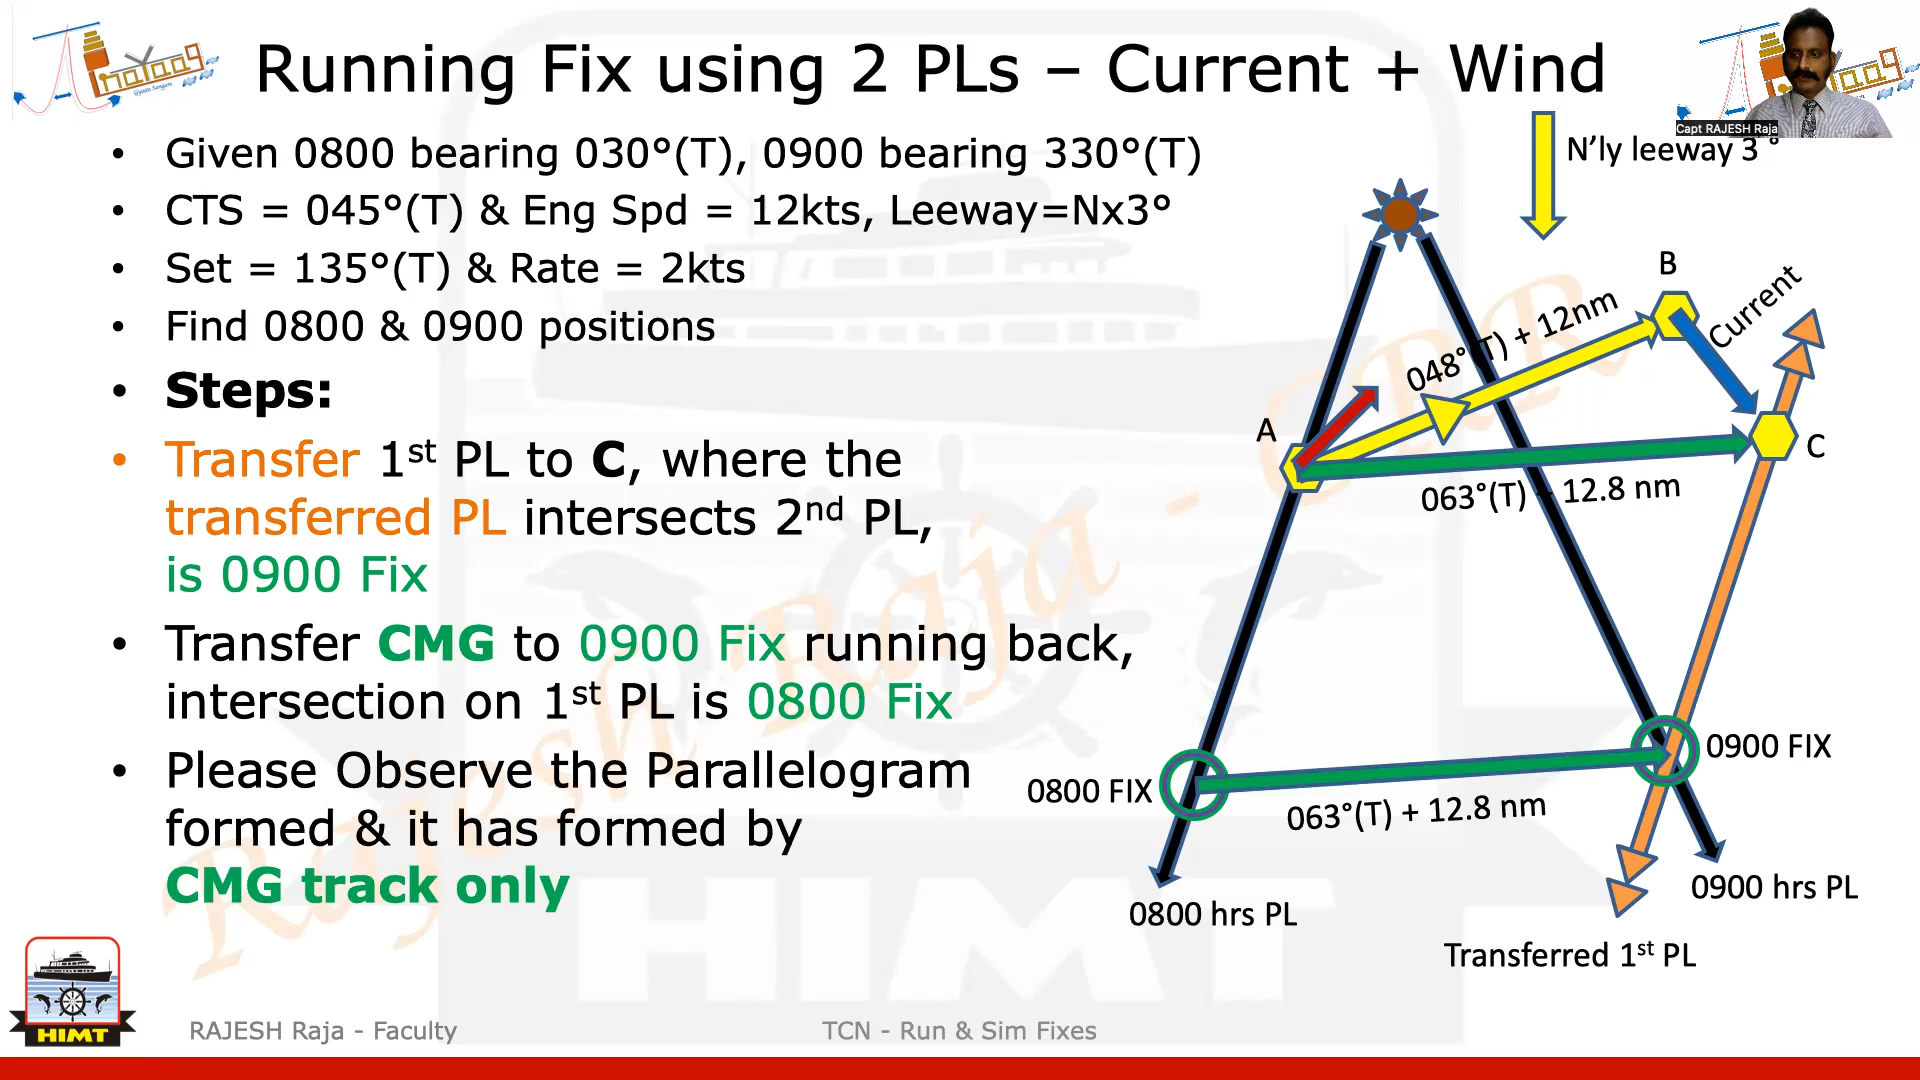 Running Fix using 2 PLs – Current + Wind
Capt RAJESH Raja
• Given 0800 bearing 030°(T), 0900 bearing 330°(T)
• CTS = 045°(T) & Eng Spd = 12kts, Leeway=Nx3°
• Set = 135°(T) & Rate = 2kts
• Find 0800 & 0900 positions
• Steps:
• Transfer 1st PL to C, where the
transferred PL intersects 2nd PL,
is 0900 Fix
• Transfer CMG to 0900 Fix running back,
intersection on 1st PL is 0800 Fix
• Please Observe the Parallelogram
formed & it has formed by
CMG track only
N'ly leeway 3°
B
Current
048°(T) + 12nm
A
C
063°(T) + 12.8 nm
0900 FIX
0800 FIX
063°(T) + 12.8 nm
0900 hrs PL
0800 hrs PL
Transferred 1st PL
Rajesh Raja - CBR
HIMT
HIMT
RAJESH Raja - Faculty
TCN - Run & Sim Fixes